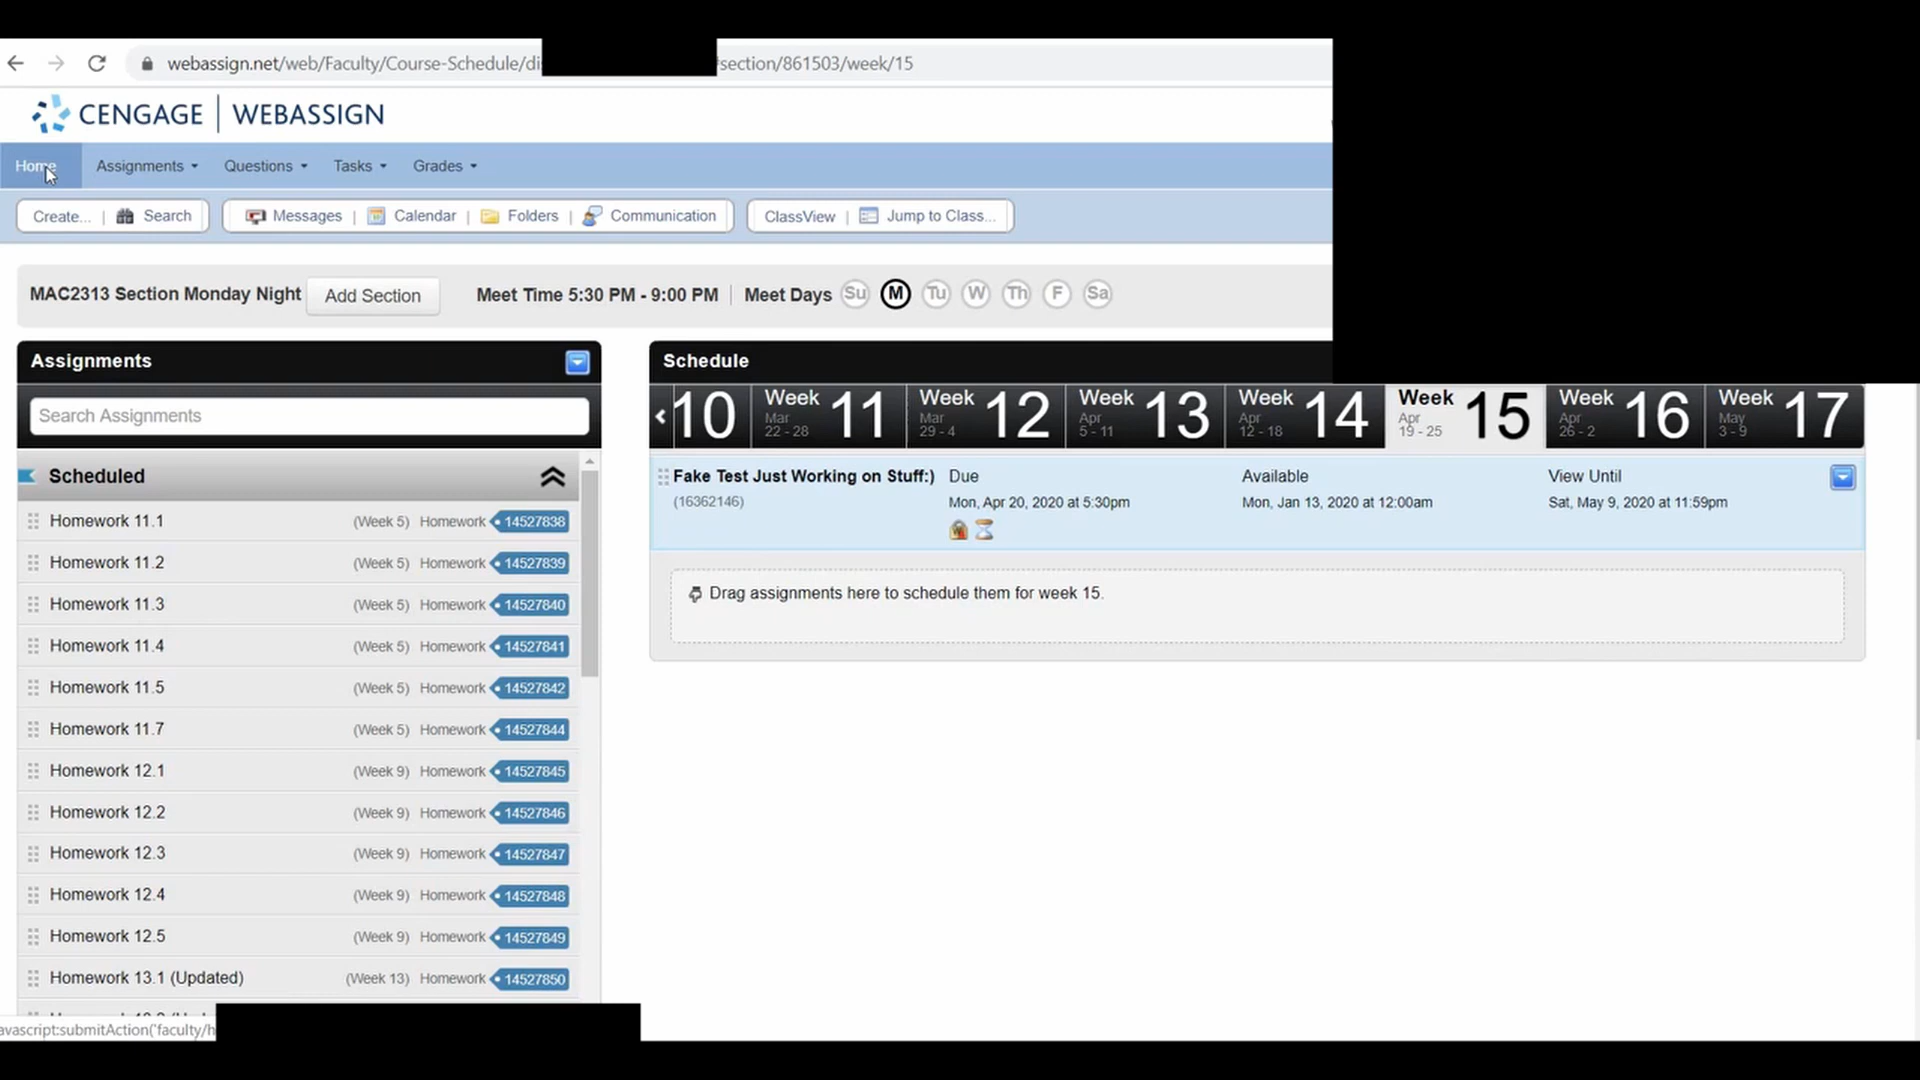 webassign.net/web/Faculty/Course-Schedule/di section/861503/week/15
CENGAGE | WEBASSIGN
Home Assignments Questions Tasks Grades
Create... | Search Messages | Calendar | Folders | Communication ClassView | Jump to Class...
MAC2313 Section Monday Night Add Section Meet Time 5:30 PM - 9:00 PM | Meet Days Su M Tu W Th F Sa
Assignments
Search Assignments
Scheduled
Homework 11.1 (Week 5) Homework 14527838
Homework 11.2 (Week 5) Homework 14527839
Homework 11.3 (Week 5) Homework 14527840
Homework 11.4 (Week 5) Homework 14527841
Homework 11.5 (Week 5) Homework 14527842
Homework 11.7 (Week 5) Homework 14527844
Homework 12.1 (Week 9) Homework 14527845
Homework 12.2 (Week 9) Homework 14527846
Homework 12.3 (Week 9) Homework 14527847
Homework 12.4 (Week 9) Homework 14527848
Homework 12.5 (Week 9) Homework 14527849
Homework 13.1 (Updated) (Week 13) Homework 14527850
avascript:submitAction('faculty/h
Schedule
10
Week Mar 22 - 28 11
Week Mar 29 - 4 12
Week Apr 5 - 11 13
Week Apr 12 - 18 14
Week Apr 19 - 25 15
Week Apr 26 - 2 16
Week May 3 - 9 17
Fake Test Just Working on Stuff:) Due Available View Until
(16362146) Mon, Apr 20, 2020 at 5:30pm Mon, Jan 13, 2020 at 12:00am Sat, May 9, 2020 at 11:59pm
Drag assignments here to schedule them for week 15.